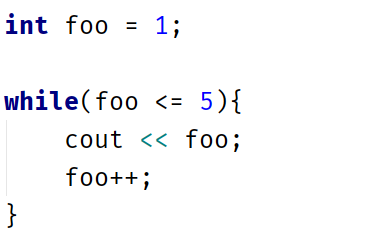 int foo = 1;

while(foo <= 5){
    cout << foo;
    foo++;
}